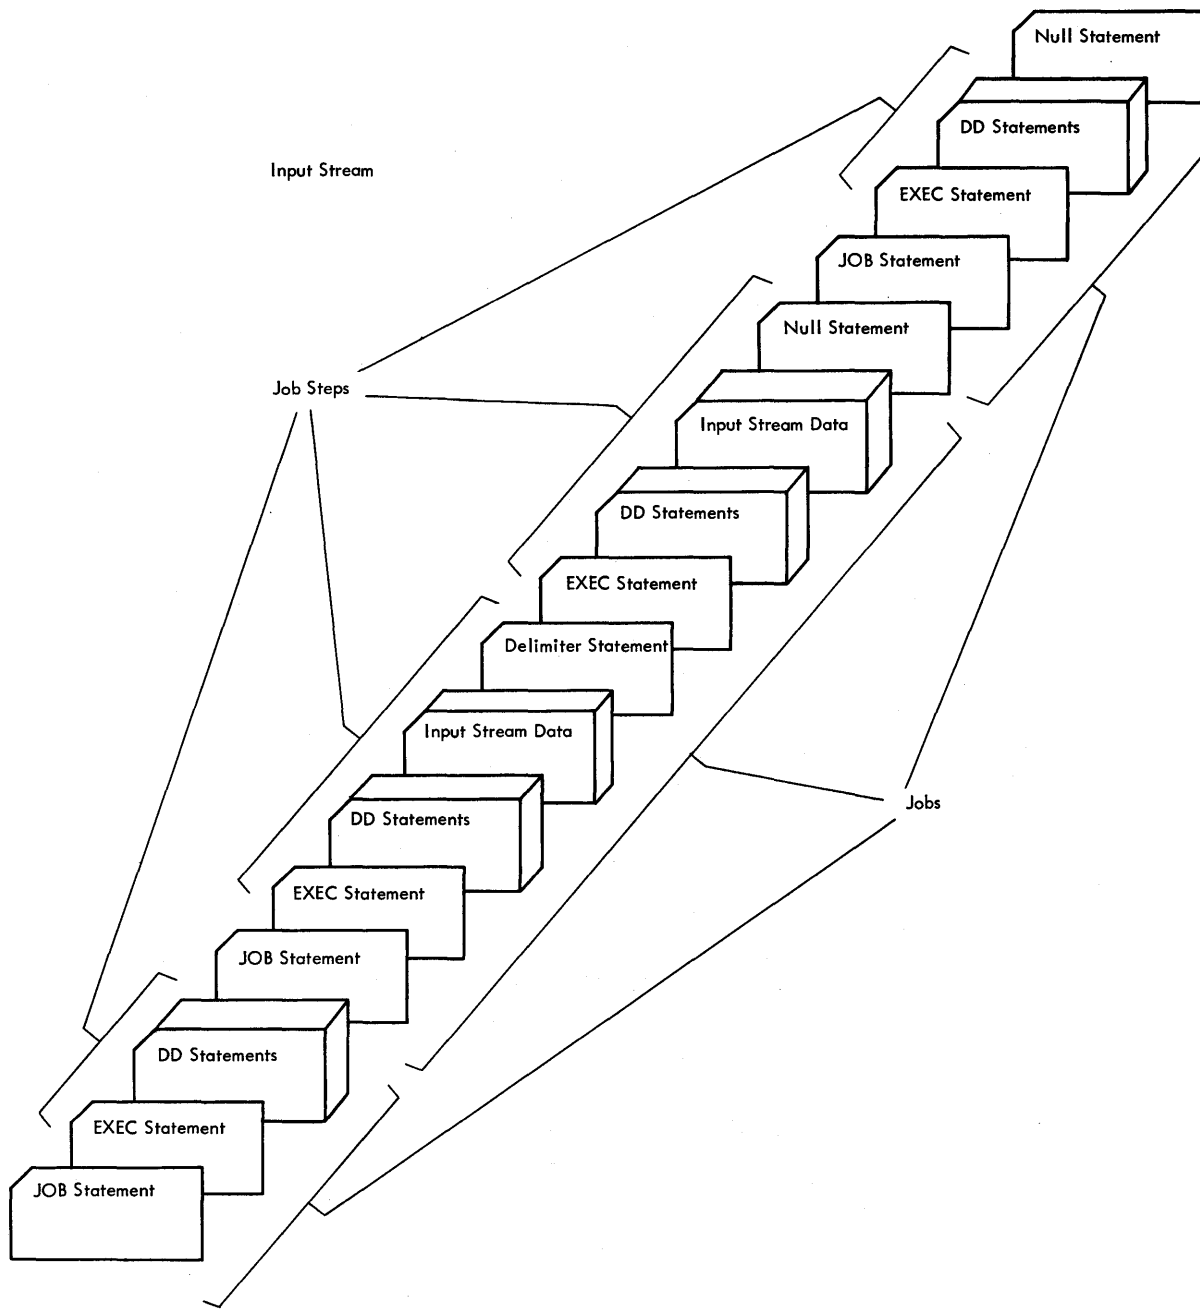 Null Statement
DD Statements
Input Stream
EXEC Statement
JOB Statement
Null Statement
Job Steps
Input Stream Data
DD Statements
EXEC Statement
Delimiter Statement
Input Stream Data
Jobs
DD Statements
EXEC Statement
JOB Statement
DD Statements
EXEC Statement
JOB Statement